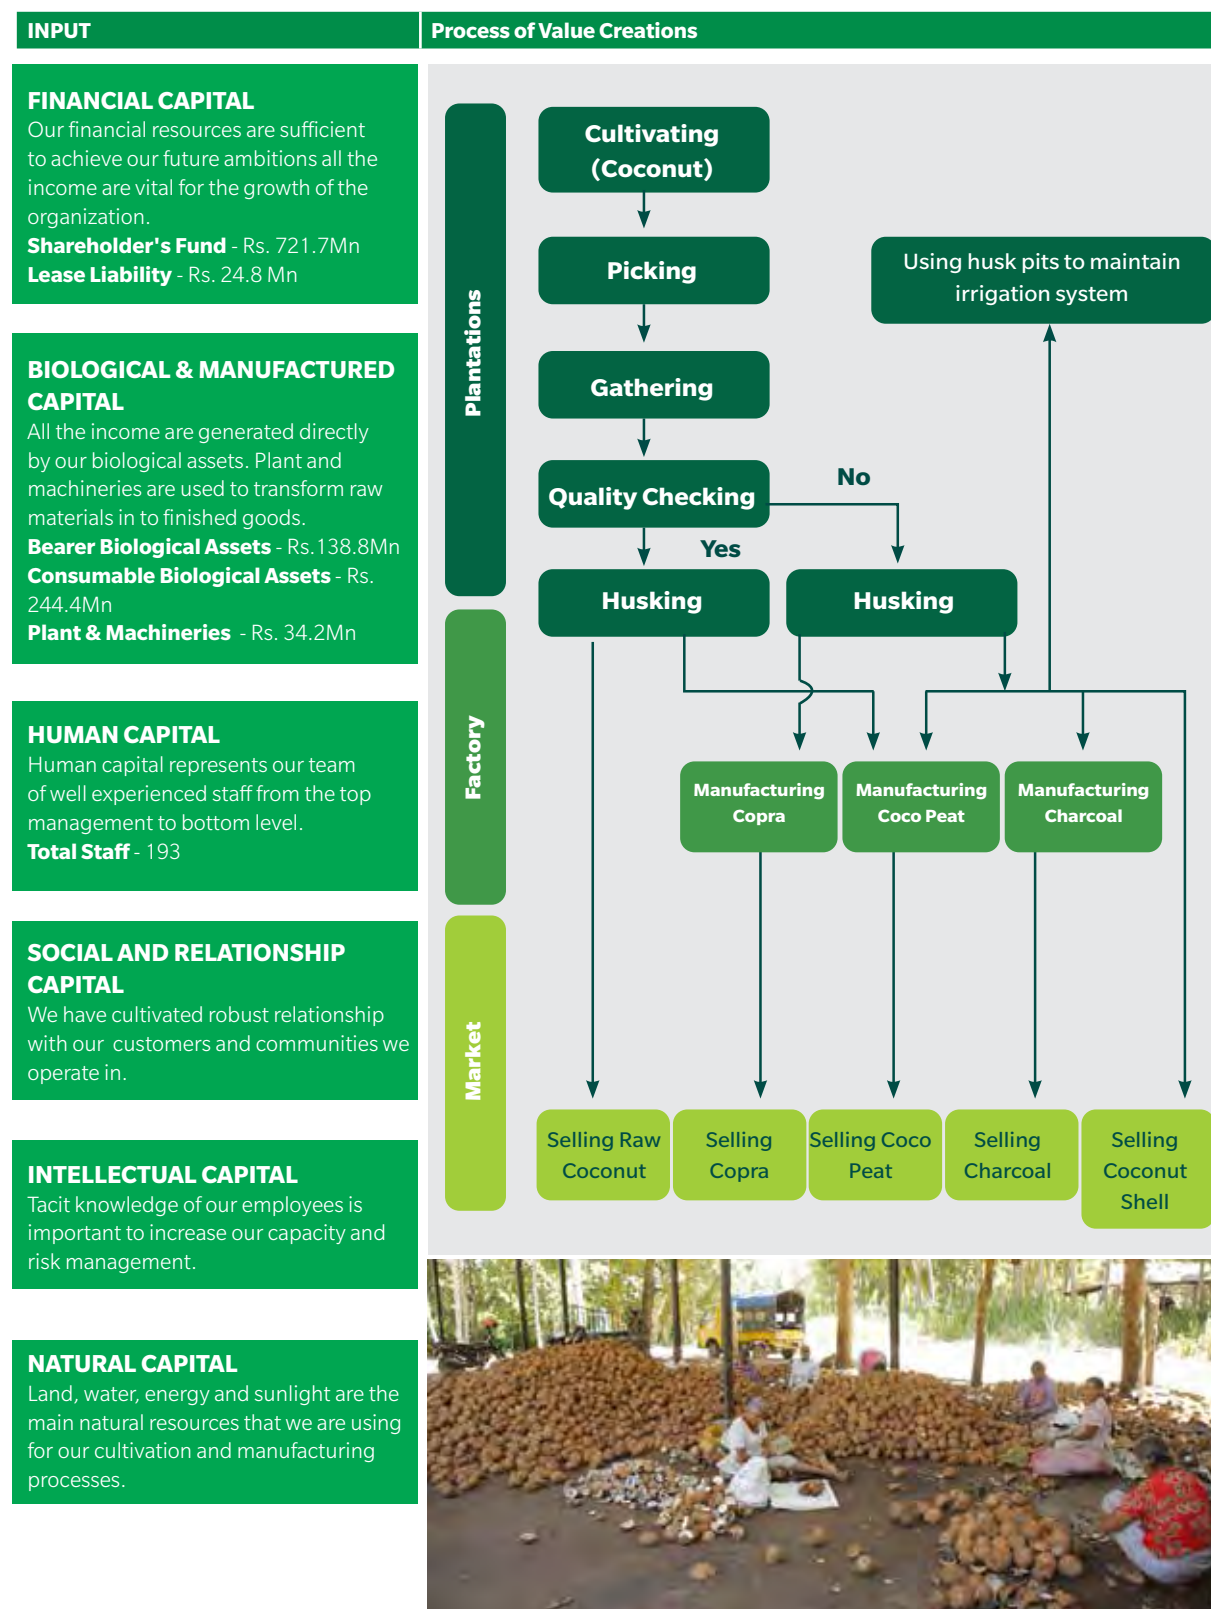 INPUT
Process of Value Creations
FINANCIAL CAPITAL
Our financial resources are sufficient
to achieve our future ambitions all the
income are vital for the growth of the
organization.
Shareholder's Fund - Rs. 721.7Mn
Lease Liability - Rs. 24.8 Mn
BIOLOGICAL & MANUFACTURED
CAPITAL
All the income are generated directly
by our biological assets. Plant and
machineries are used to transform raw
materials in to finished goods.
Bearer Biological Assets - Rs.138.8Mn
Consumable Biological Assets - Rs.
244.4Mn
Plant & Machineries - Rs. 34.2Mn
HUMAN CAPITAL
Human capital represents our team
of well experienced staff from the top
management to bottom level.
Total Staff - 193
SOCIAL AND RELATIONSHIP
CAPITAL
We have cultivated robust relationship
with our customers and communities we
operate in.
INTELLECTUAL CAPITAL
Tacit knowledge of our employees is
important to increase our capacity and
risk management.
NATURAL CAPITAL
Land, water, energy and sunlight are the
main natural resources that we are using
for our cultivation and manufacturing
processes.
Plantations
Cultivating
(Coconut)
Picking
Using husk pits to maintain
irrigation system
Gathering
Quality Checking
No
Yes
Husking
Husking
Factory
Manufacturing
Copra
Manufacturing
Coco Peat
Manufacturing
Charcoal
Market
Selling Raw
Coconut
Selling
Copra
Selling Coco
Peat
Selling
Charcoal
Selling
Coconut
Shell